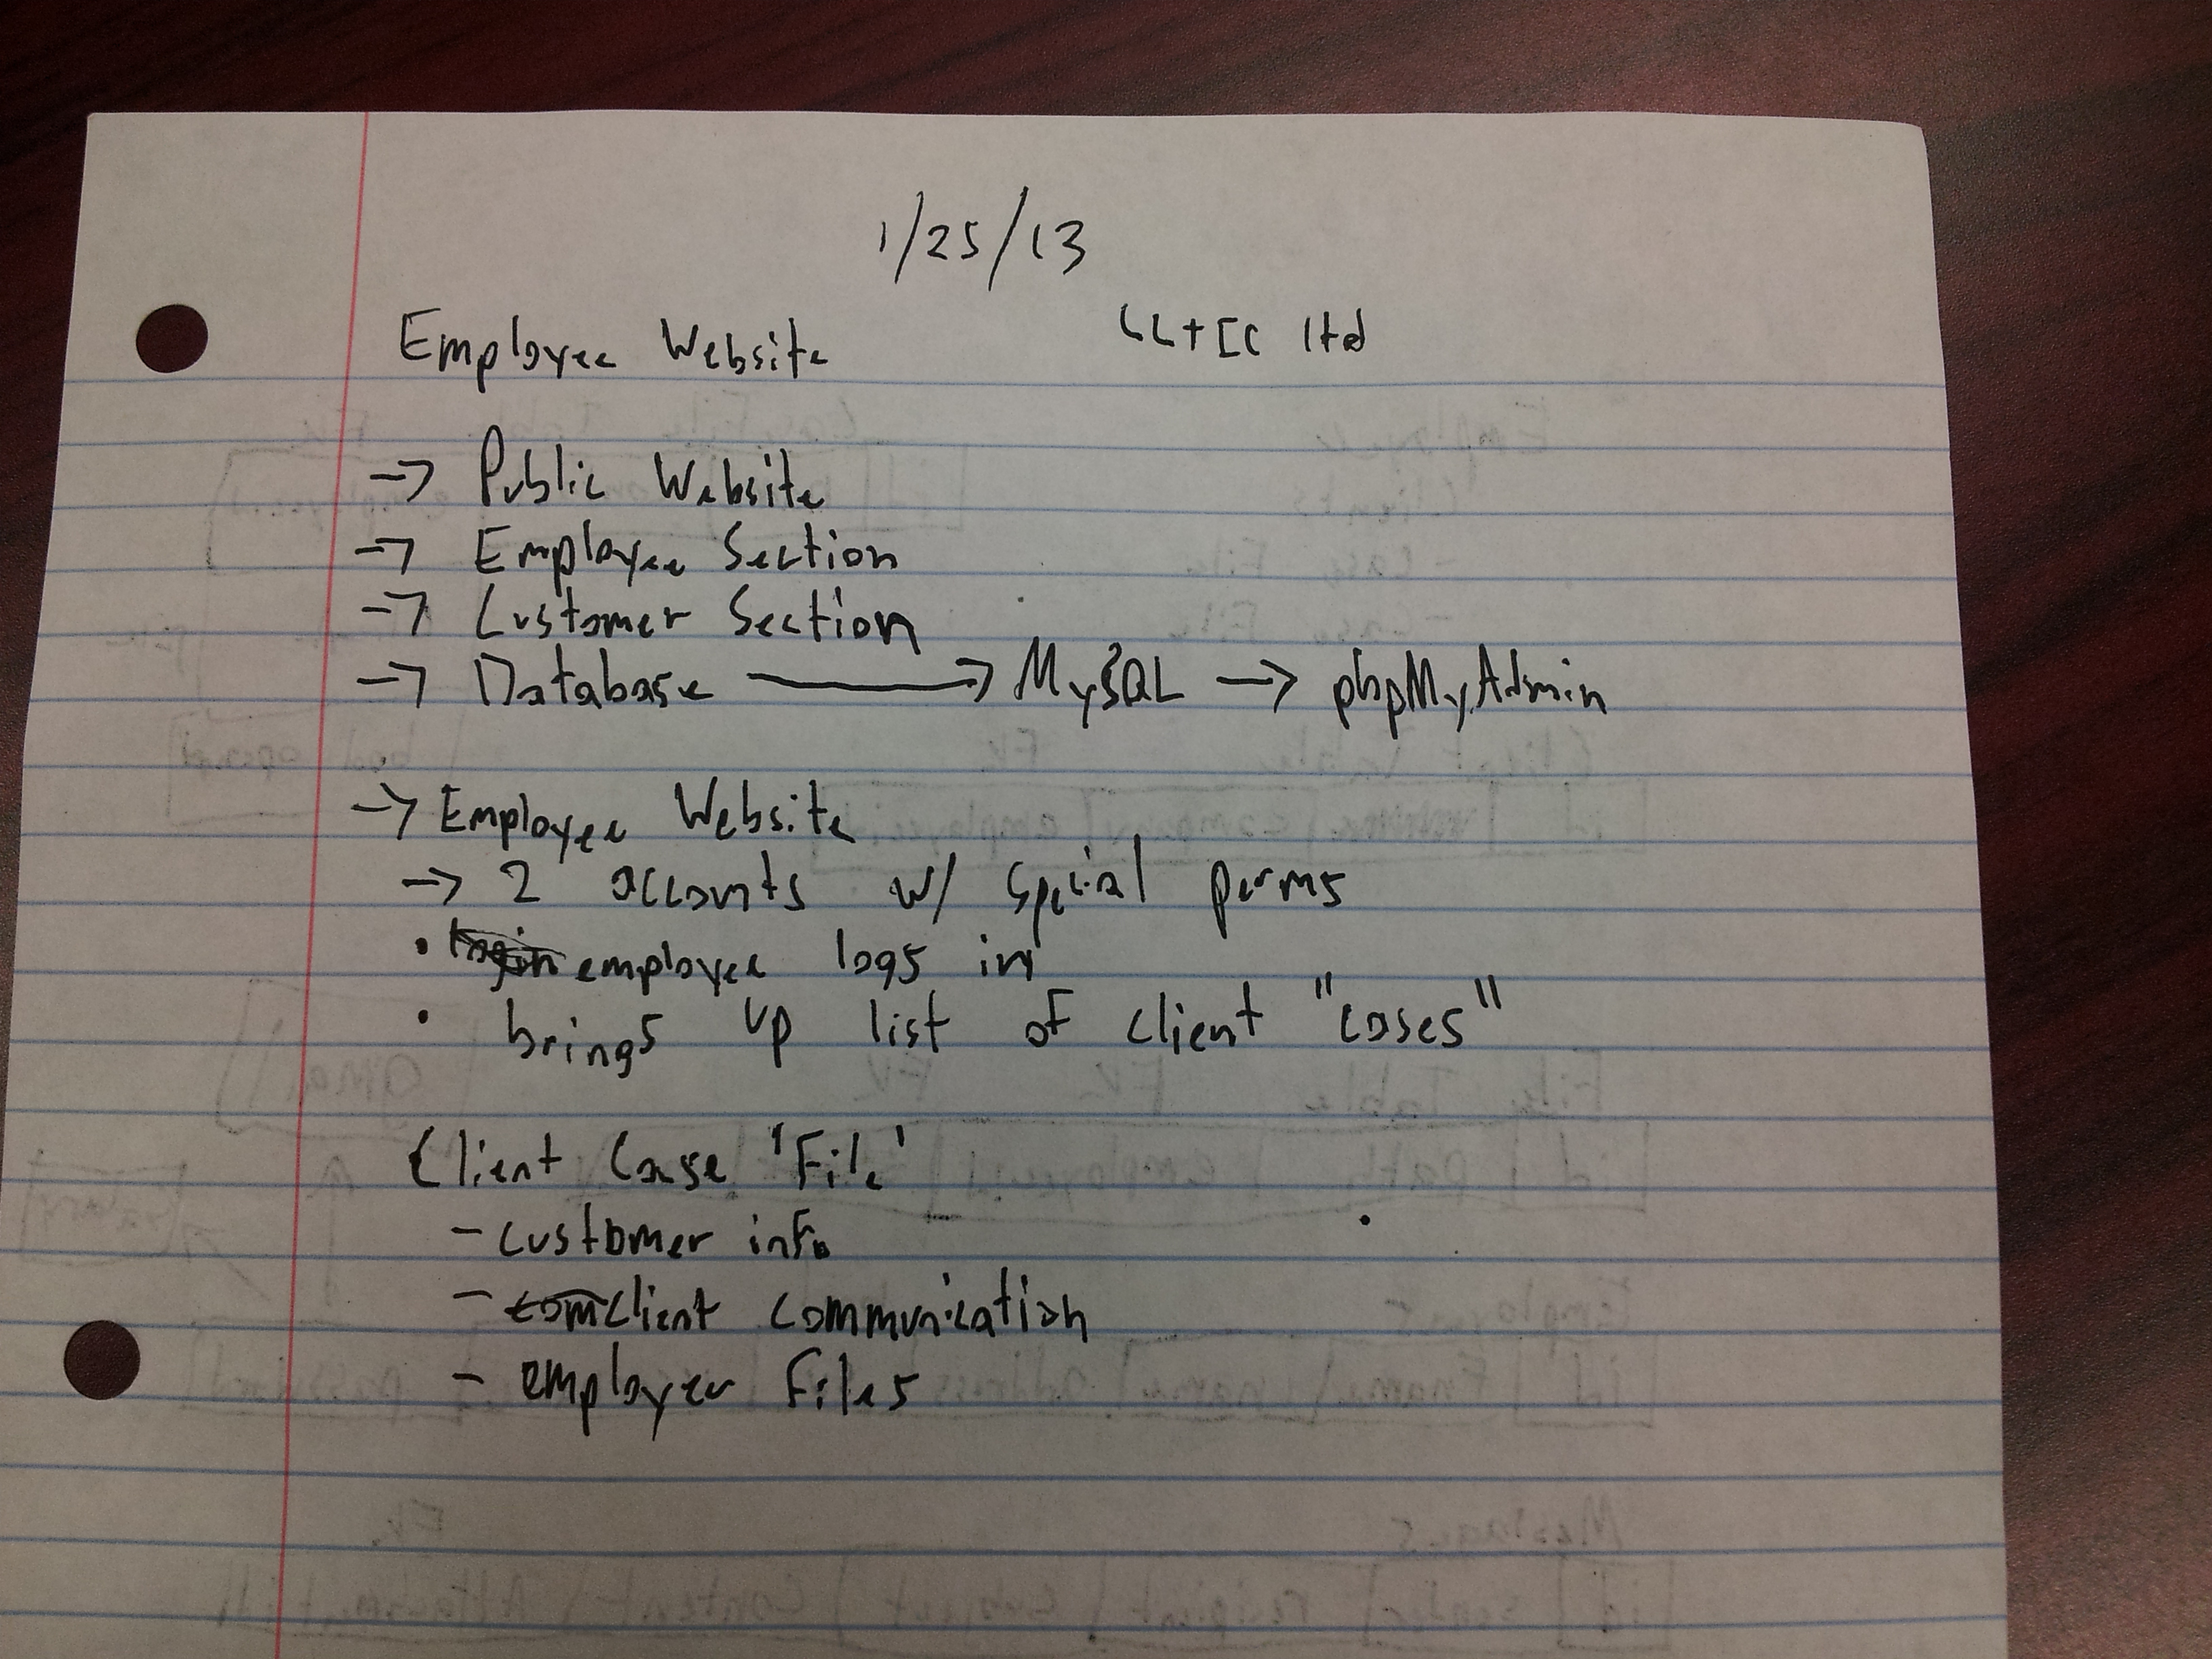 1/25/13
Employee Website ltd
→ Public Website
→ Employee Section
→ Customer Section
→ Database → MySQL → phpMyAdmin
→ Employee Website
→ 2 accounts w/ special perms
• login employee logs in
• brings up list of client "cases"
Client Case 'File'
- customer info
- com client communication
- employee files